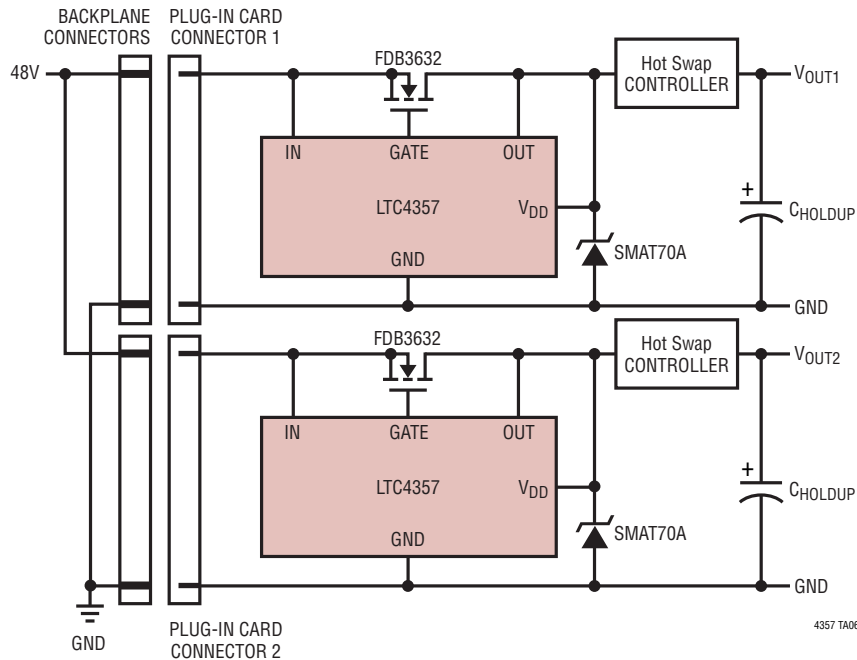 BACKPLANE
CONNECTORS
PLUG-IN CARD
CONNECTOR 1
48V
FDB3632
Hot Swap
CONTROLLER
VOUT1
IN
GATE
OUT
LTC4357
VDD
GND
SMAT70A
+
CHOLDUP
GND
FDB3632
Hot Swap
CONTROLLER
VOUT2
IN
GATE
OUT
LTC4357
VDD
GND
SMAT70A
+
CHOLDUP
GND
GND
PLUG-IN CARD
CONNECTOR 2
4357 TA06